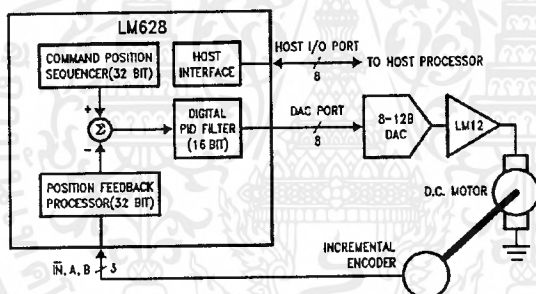 LM628
COMMAND POSITION
SEQUENCER(32 BIT)
HOST
INTERFACE
HOST I/O PORT
8
TO HOST PROCESSOR
+
Σ
−
DIGITAL
PID FILTER
(16 BIT)
DAC PORT
8
8-12B
DAC
LM12
POSITION FEEDBACK
PROCESSOR(32 BIT)
D.C. MOTOR
INCREMENTAL
ENCODER
I̅N̅, A, B
3